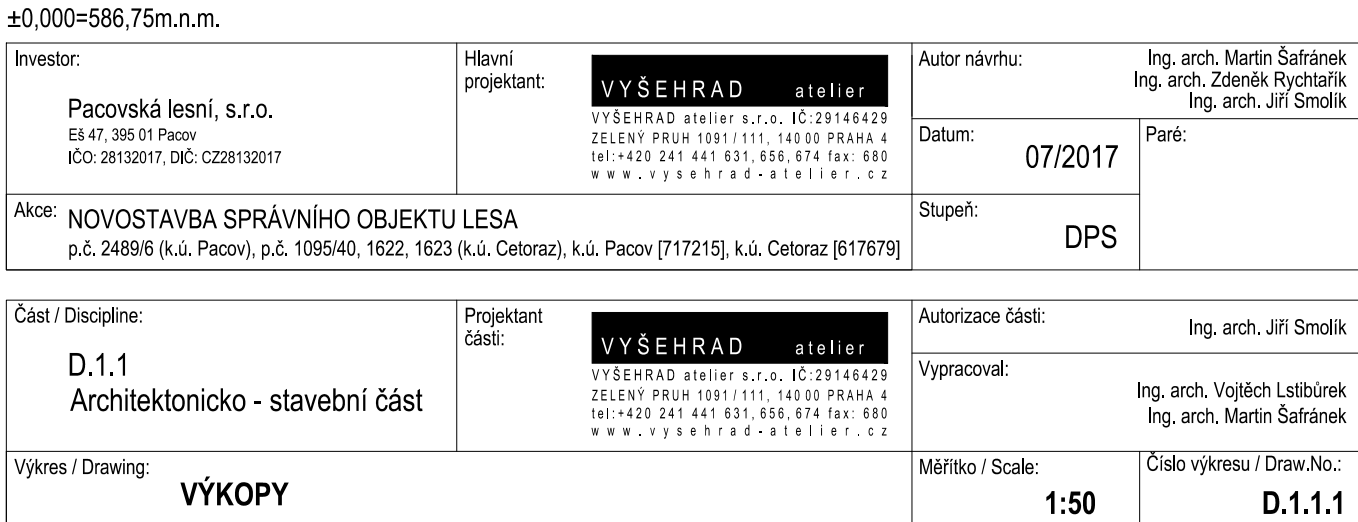 ±0,000=586,75m.n.m.
Investor:
Pacovská lesní, s.r.o.
Eš 47, 395 01 Pacov
IČO: 28132017, DIČ: CZ28132017
Hlavní
projektant:
VYŠEHRAD atelier
VYŠEHRAD atelier s.r.o. IČ:29146429
ZELENÝ PRUH 1091/111, 140 00 PRAHA 4
tel:+420 241 441 631, 656, 674 fax: 680
www.vysehrad-atelier.cz
Autor návrhu:
Ing. arch. Martin Šafránek
Ing. arch. Zdeněk Rychtařík
Ing. arch. Jiří Smolík
Datum:
07/2017
Paré:
Akce: NOVOSTAVBA SPRÁVNÍHO OBJEKTU LESA
p.č. 2489/6 (k.ú. Pacov), p.č. 1095/40, 1622, 1623 (k.ú. Cetoraz), k.ú. Pacov [717215], k.ú. Cetoraz [617679]
Stupeň:
DPS
Část / Discipline:
D.1.1
Architektonicko - stavební část
Projektant
části:
VYŠEHRAD atelier
VYŠEHRAD atelier s.r.o. IČ:29146429
ZELENÝ PRUH 1091/111, 140 00 PRAHA 4
tel:+420 241 441 631, 656, 674 fax: 680
www.vysehrad-atelier.cz
Autorizace části:
Ing. arch. Jiří Smolík
Vypracoval:
Ing. arch. Vojtěch Lstibůrek
Ing. arch. Martin Šafránek
Výkres / Drawing:
VÝKOPY
Měřítko / Scale:
1:50
Číslo výkresu / Draw.No.:
D.1.1.1